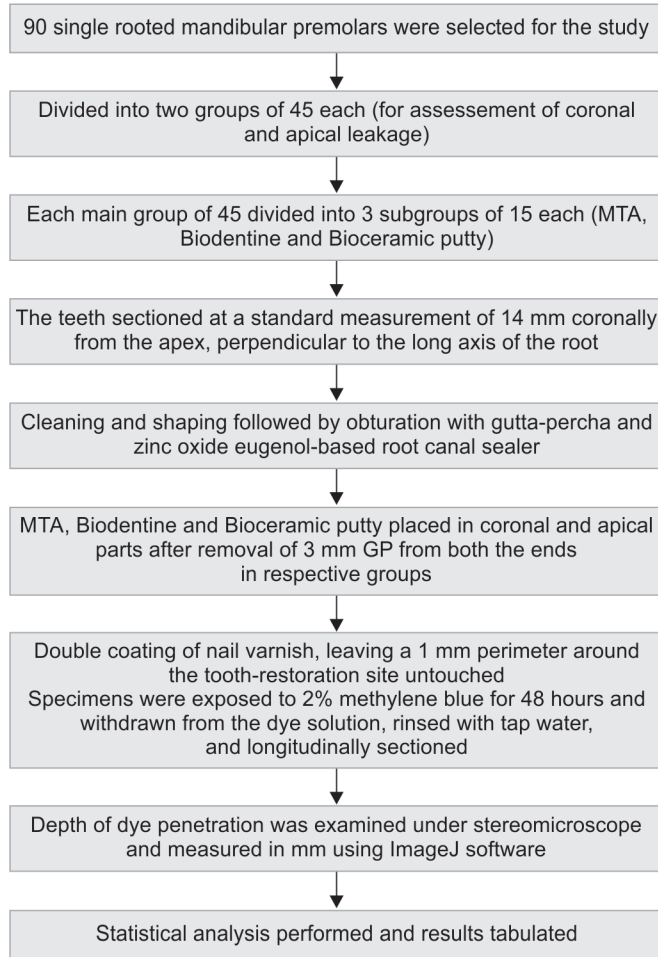 90 single rooted mandibular premolars were selected for the study
Divided into two groups of 45 each (for assessement of coronal
and apical leakage)
Each main group of 45 divided into 3 subgroups of 15 each (MTA,
Biodentine and Bioceramic putty)
The teeth sectioned at a standard measurement of 14 mm coronally
from the apex, perpendicular to the long axis of the root
Cleaning and shaping followed by obturation with gutta-percha and
zinc oxide eugenol-based root canal sealer
MTA, Biodentine and Bioceramic putty placed in coronal and apical
parts after removal of 3 mm GP from both the ends
in respective groups
Double coating of nail varnish, leaving a 1 mm perimeter around
the tooth-restoration site untouched
Specimens were exposed to 2% methylene blue for 48 hours and
withdrawn from the dye solution, rinsed with tap water,
and longitudinally sectioned
Depth of dye penetration was examined under stereomicroscope
and measured in mm using ImageJ software
Statistical analysis performed and results tabulated